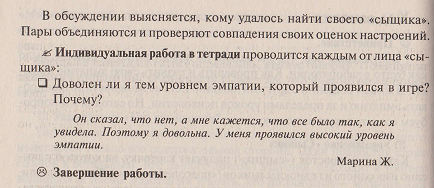 В обсуждении выясняется, кому удалось найти своего «сыщика».
Пары объединяются и проверяют совпадения своих оценок настроений.
✍ Индивидуальная работа в тетради проводится каждым от лица «сы-
щика»:
❑ Доволен ли я тем уровнем эмпатии, который проявился в игре?
Почему?
Он сказал, что нет, а мне кажется, что все было так, как я
увидела. Поэтому я довольна. У меня проявился высокий уровень
эмпатии.
Марина Ж.
☹ Завершение работы.